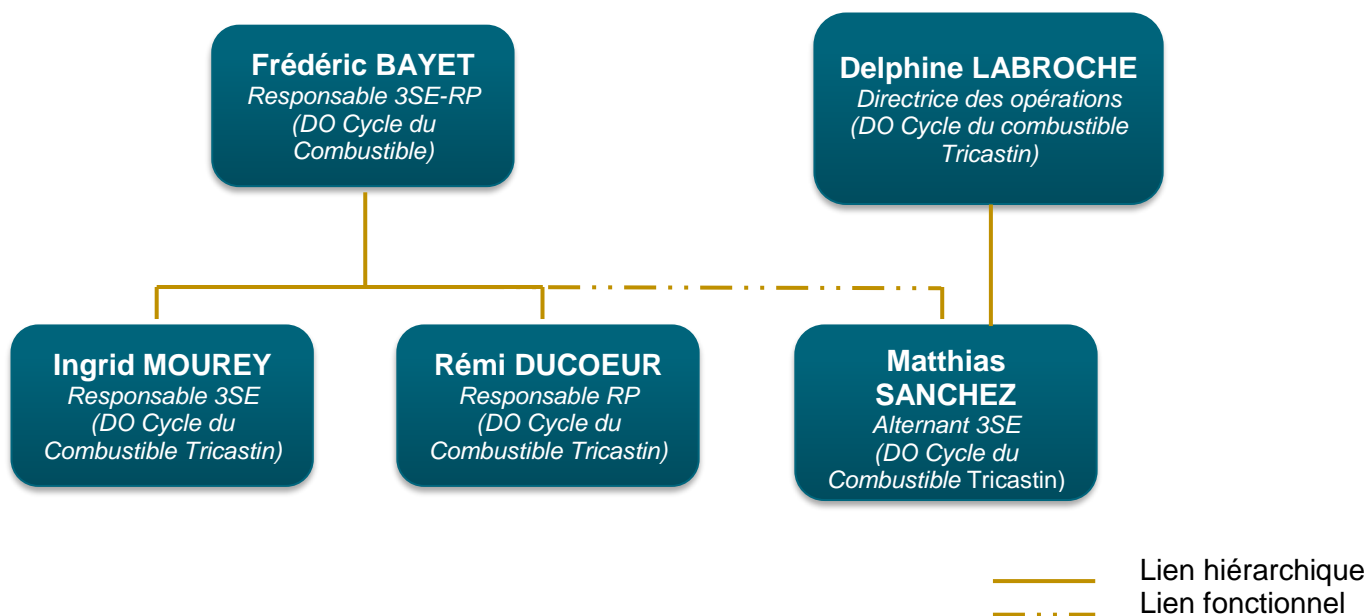 Frédéric BAYET
Responsable 3SE-RP
(DO Cycle du
Combustible)
Delphine LABROCHE
Directrice des opérations
(DO Cycle du combustible
Tricastin)
Ingrid MOUREY
Responsable 3SE
(DO Cycle du
Combustible Tricastin)
Rémi DUCOEUR
Responsable RP
(DO Cycle du
Combustible Tricastin)
Matthias
SANCHEZ
Alternant 3SE
(DO Cycle du
Combustible Tricastin)
Lien hiérarchique
Lien fonctionnel